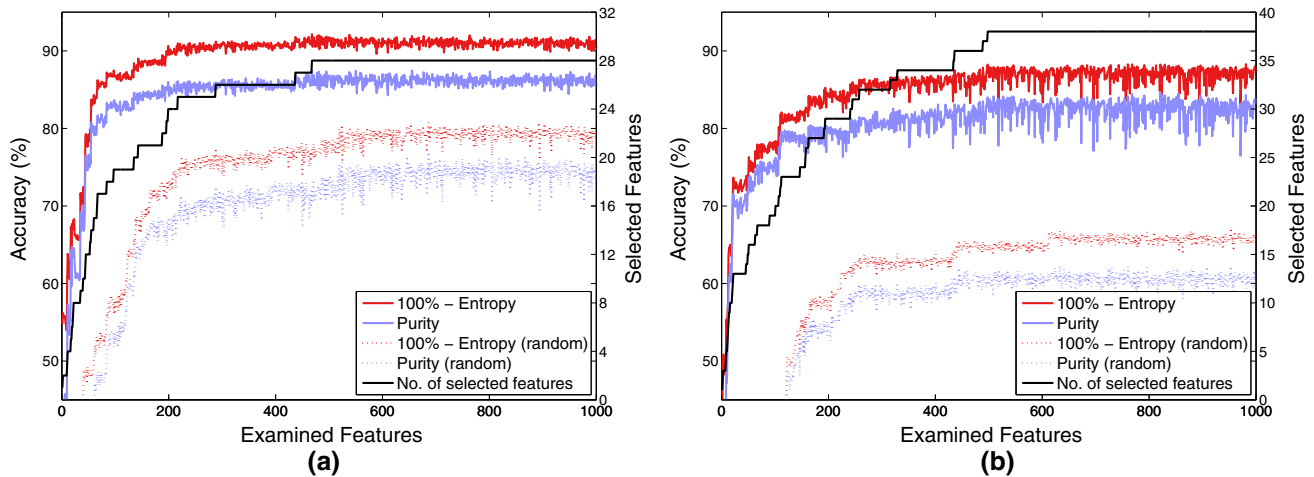 90
80
70
60
50
Accuracy (%)
32
28
24
20
16
12
8
4
0
Selected Features
100% − Entropy
Purity
100% − Entropy (random)
Purity (random)
No. of selected features
0 200 400 600 800 1000
Examined Features
(a)
90
80
70
60
50
Accuracy (%)
40
35
30
25
20
15
10
5
0
Selected Features
100% − Entropy
Purity
100% − Entropy (random)
Purity (random)
No. of selected features
0 200 400 600 800 1000
Examined Features
(b)